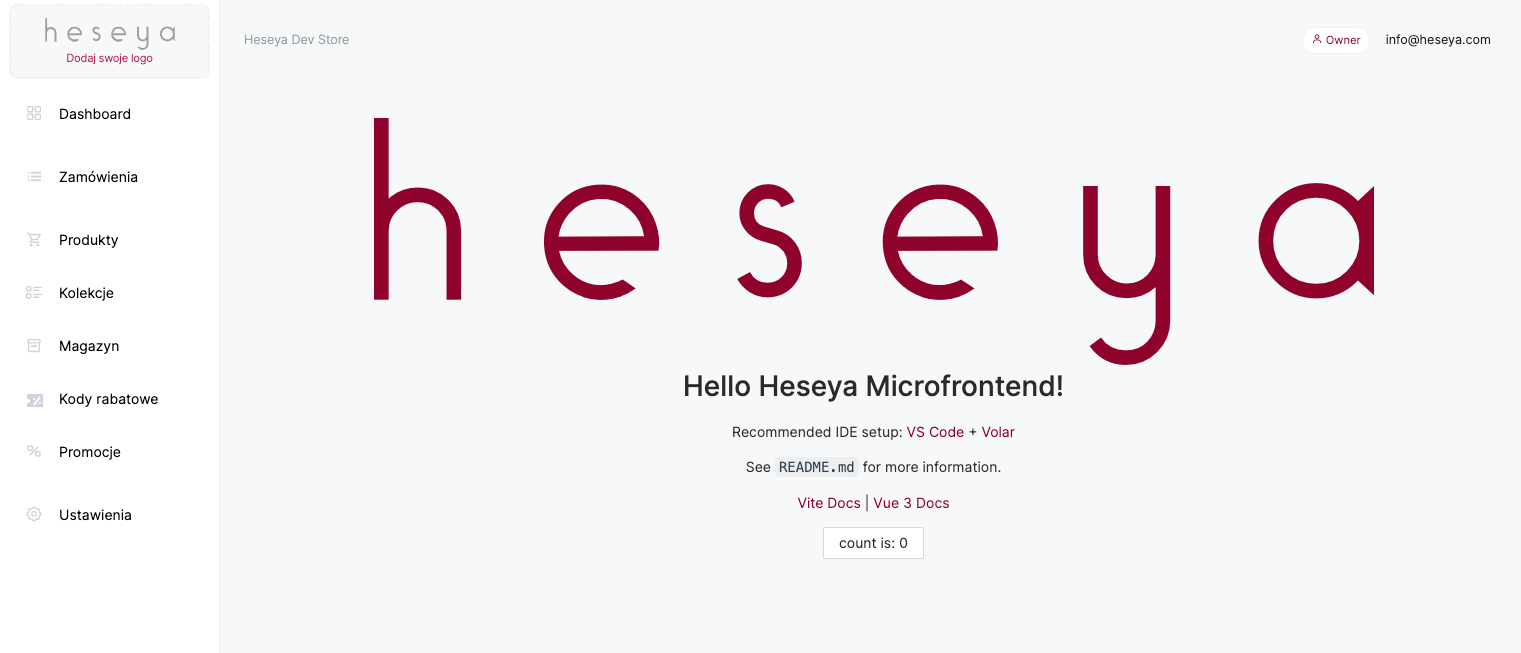 heseya
Dodaj swoje logo
Dashboard
Zamówienia
Produkty
Kolekcje
Magazyn
Kody rabatowe
Promocje
Ustawienia
Heseya Dev Store
Owner
info@heseya.com
heseya
Hello Heseya Microfrontend!
Recommended IDE setup: VS Code + Volar
See README.md for more information.
Vite Docs | Vue 3 Docs
count is: 0